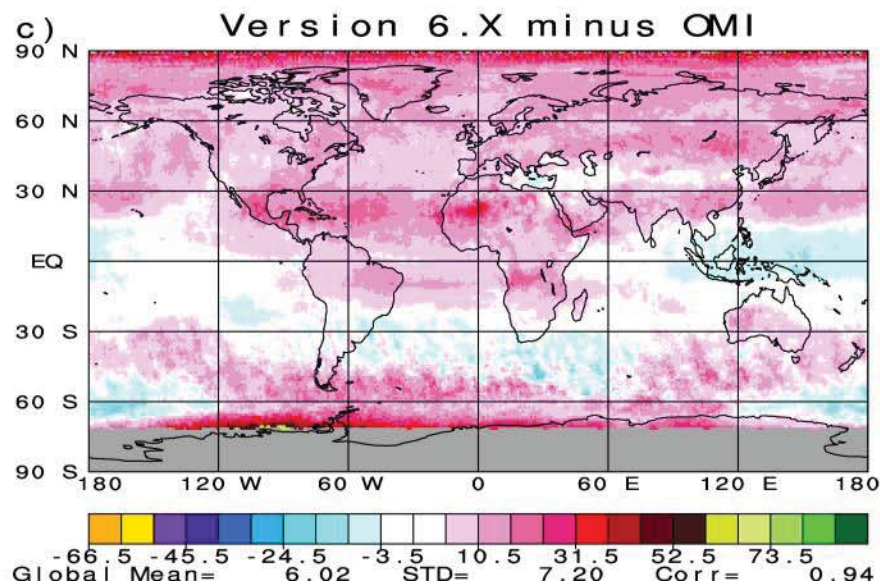 c) Version 6.X minus OMI
90 N
60 N
30 N
EQ
30 S
60 S
90 S
180 120 W 60 W 0 60 E 120 E 180
-66.5 -45.5 -24.5 -3.5 10.5 31.5 52.5 73.5
Global Mean= 6.02 STD= 7.20 Corr= 0.94